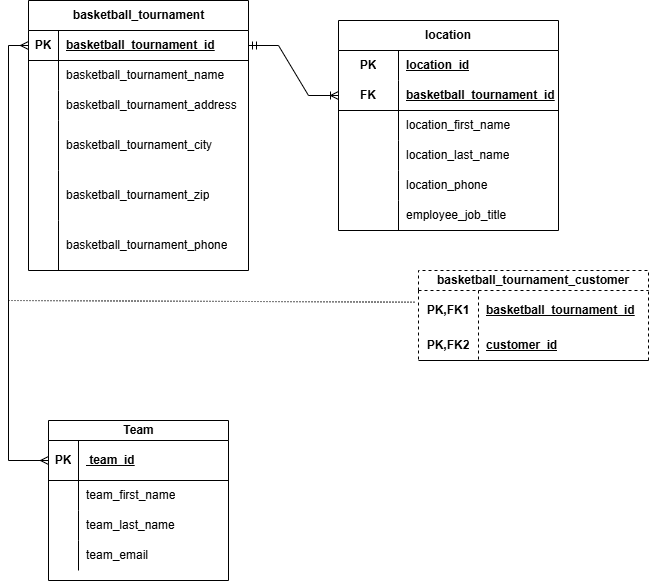 basketball_tournament
PK basketball_tournament_id
basketball_tournament_name
basketball_tournament_address
basketball_tournament_city
basketball_tournament_zip
basketball_tournament_phone
location
PK location_id
FK basketball_tournament_id
location_first_name
location_last_name
location_phone
employee_job_title
basketball_tournament_customer
PK,FK1 basketball_tournament_id
PK,FK2 customer_id
Team
PK team_id
team_first_name
team_last_name
team_email